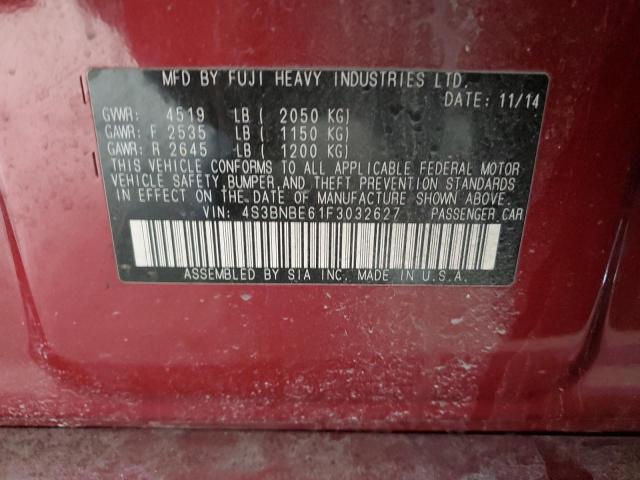 MFD BY FUJI HEAVY INDUSTRIES LTD.
DATE: 11/14
GVWR: 4519 LB ( 2050 KG)
GAWR: F 2535 LB ( 1150 KG)
GAWR: R 2645 LB ( 1200 KG)
THIS VEHICLE CONFORMS TO ALL APPLICABLE FEDERAL MOTOR
VEHICLE SAFETY, BUMPER, AND THEFT PREVENTION STANDARDS
IN EFFECT ON THE DATE OF MANUFACTURE SHOWN ABOVE.
VIN: 4S3BNBE61F3032627 PASSENGER CAR
ASSEMBLED BY SIA INC. MADE IN U.S.A.